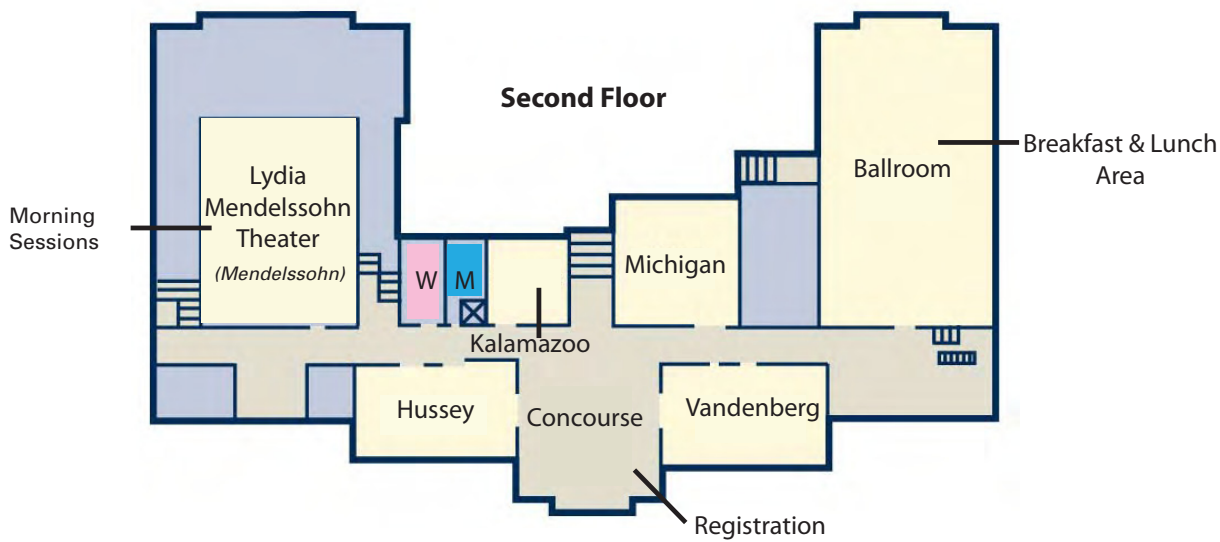 Second Floor
Breakfast & Lunch
Area
Ballroom
Lydia
Mendelssohn
Theater
(Mendelssohn)
Morning
Sessions
W
M
Michigan
Kalamazoo
Hussey
Concourse
Vandenberg
Registration